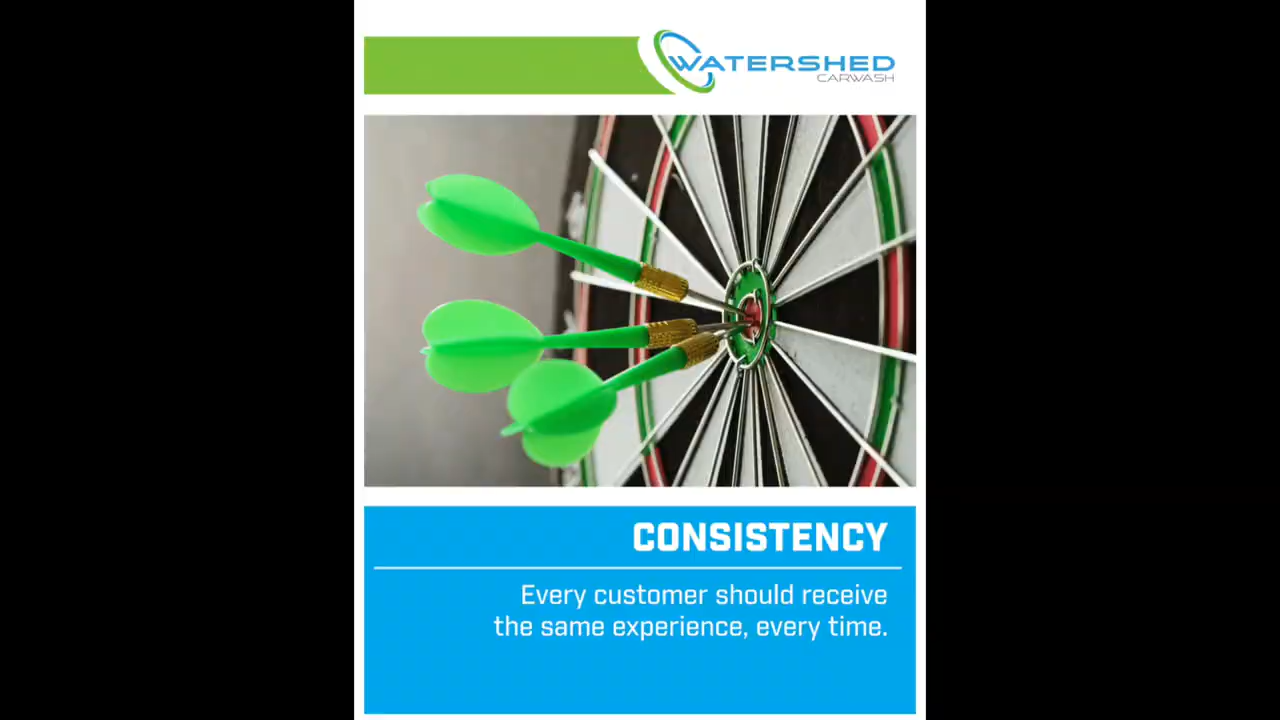 WATERSHED
CARWASH
CONSISTENCY
Every customer should receive
the same experience, every time.